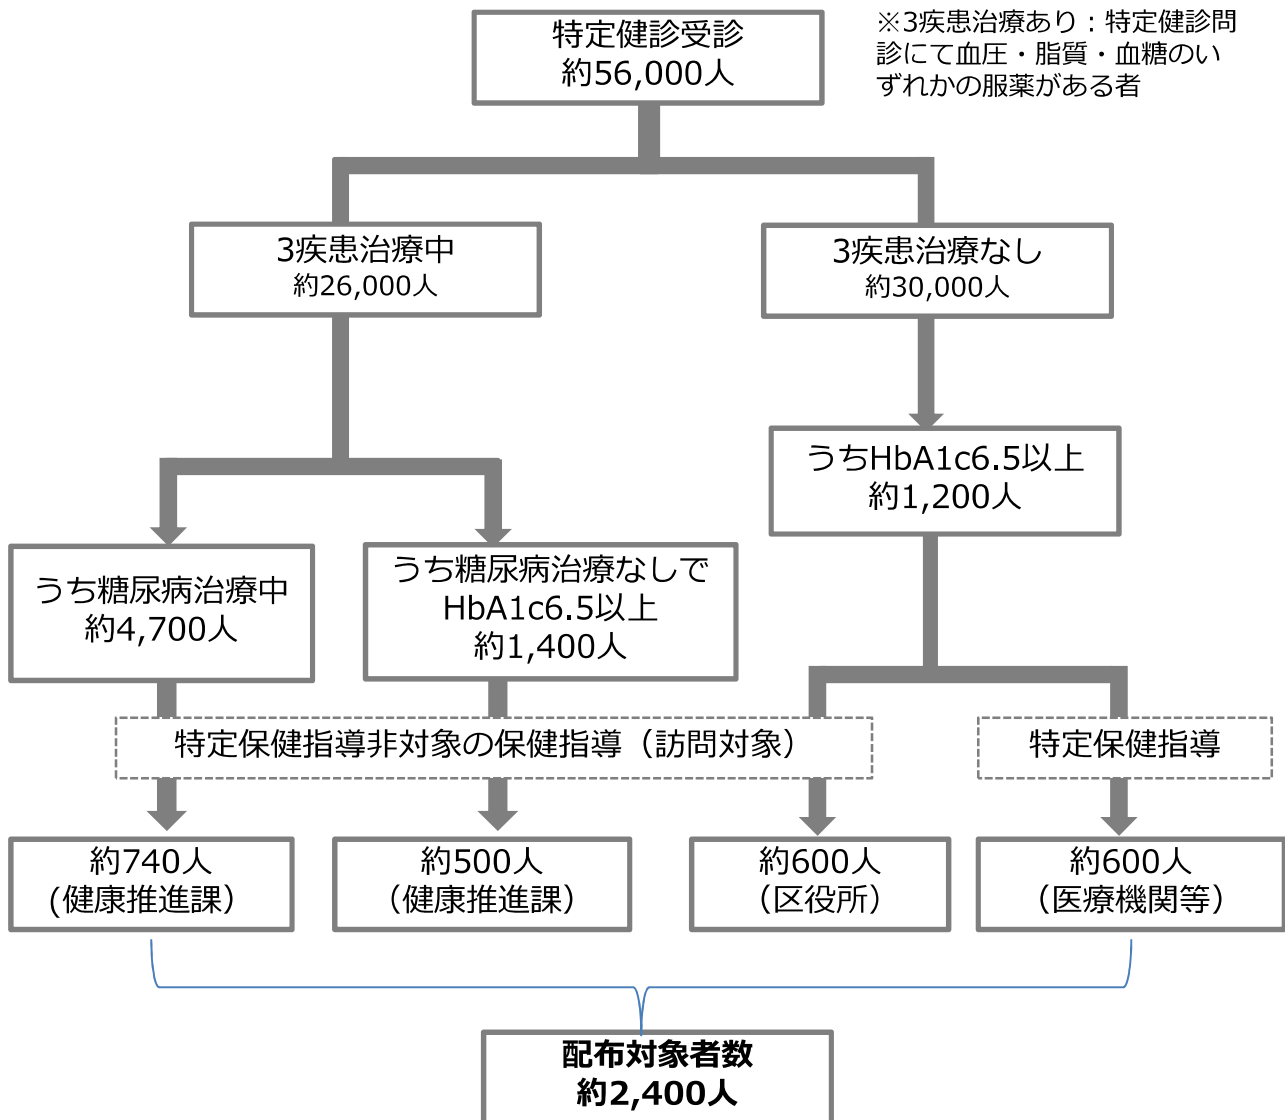 特定健診受診
約56,000人
※3疾患治療あり：特定健診問
診にて血圧・脂質・血糖のい
ずれかの服薬がある者
3疾患治療中
約26,000人
3疾患治療なし
約30,000人
うちHbA1c6.5以上
約1,200人
うち糖尿病治療中
約4,700人
うち糖尿病治療なしで
HbA1c6.5以上
約1,400人
特定保健指導非対象の保健指導（訪問対象）
特定保健指導
約740人
(健康推進課）
約500人
（健康推進課）
約600人
（区役所）
約600人
（医療機関等）
配布対象者数
約2,400人